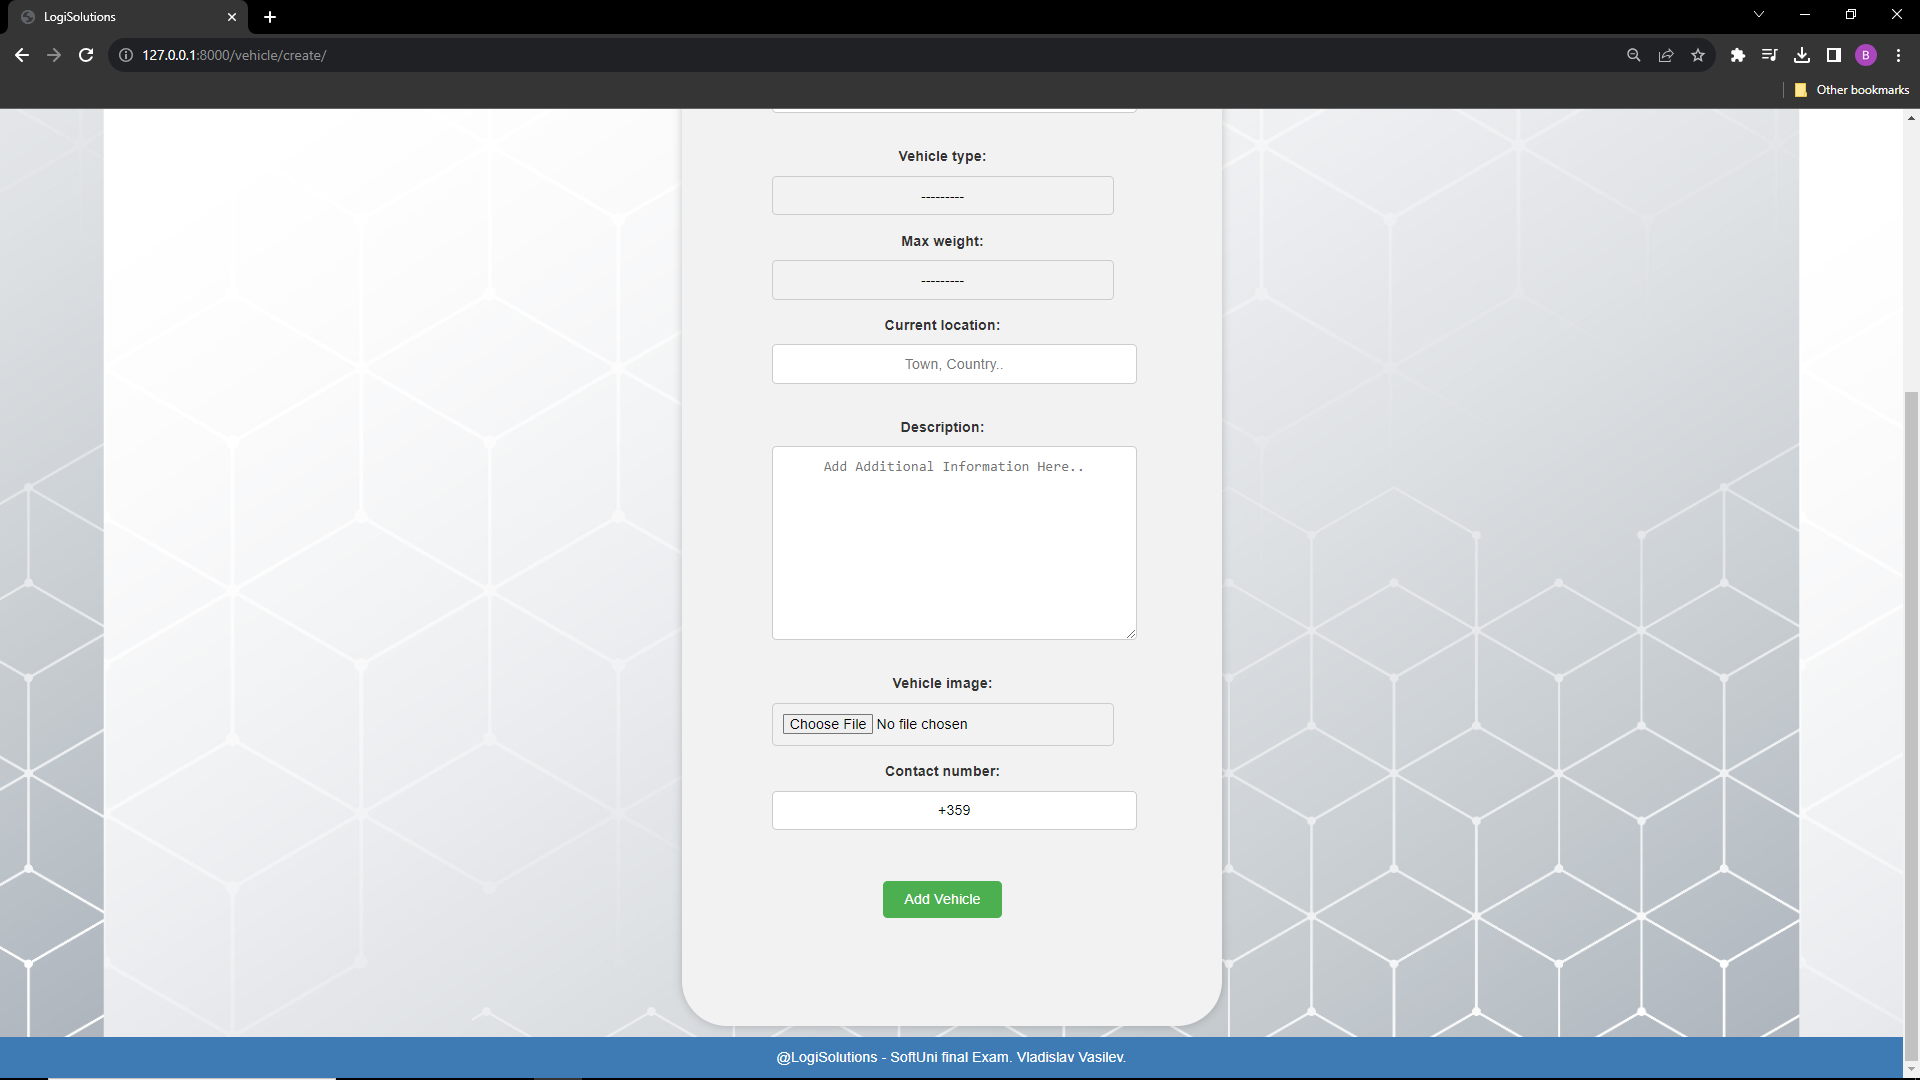 LogiSolutions
127.0.0.1:8000/vehicle/create/
B
Other bookmarks
Vehicle type:
---------
Max weight:
---------
Current location:
Town, Country..
Description:
Add Additional Information Here..
Vehicle image:
Choose File No file chosen
Contact number:
+359
Add Vehicle
@LogiSolutions - SoftUni final Exam. Vladislav Vasilev.